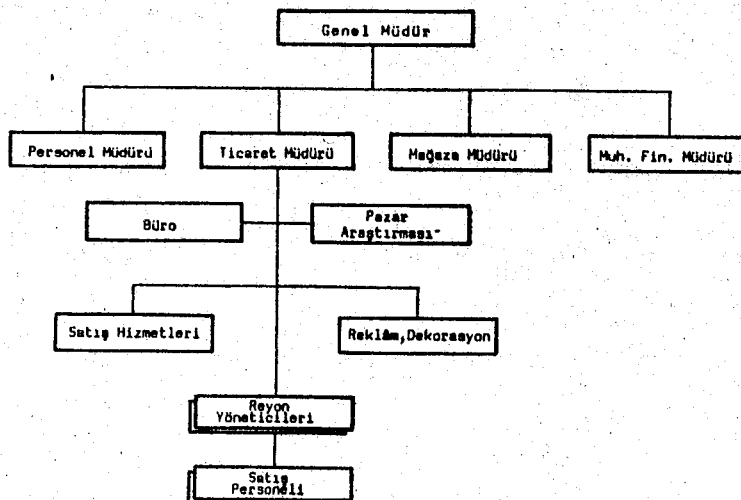 Genel Müdür
Personel Müdürü
Ticaret Müdürü
Mağaza Müdürü
Muh. Fin. Müdürü
Büro
Pazar
Araştırması
Satış Hizmetleri
Reklâm,Dekorasyon
Reyon
Yöneticileri
Satış
Personeli